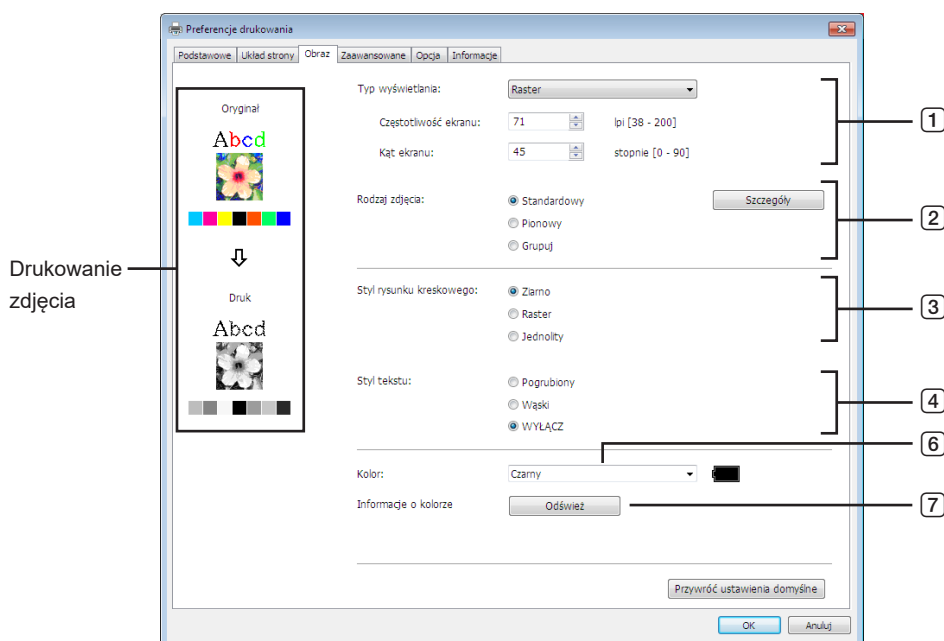 Preferencje drukowania
Podstawowe Układ strony Obraz Zaawansowane Opcja Informacje
Drukowanie
zdjęcia
Oryginał
Abcd
Druk
Abcd
Typ wyświetlania: Raster
Częstotliwość ekranu: 71 lpi [38 - 200]
Kąt ekranu: 45 stopnie [0 - 90]
1
Rodzaj zdjęcia: Standardowy Szczegóły
Pionowy
Grupuj
2
Styl rysunku kreskowego: Ziarno
Raster
Jednolity
3
Styl tekstu: Pogrubiony
Wąski
WYŁĄCZ
4
6
Kolor: Czarny
Informacje o kolorze Odśwież
7
Przywróć ustawienia domyślne
OK Anuluj